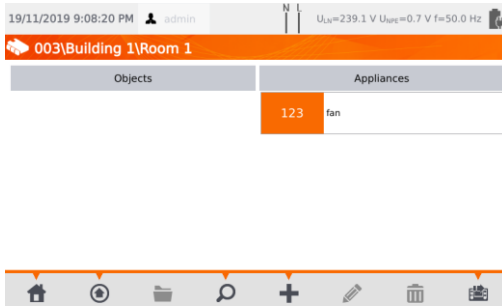 19/11/2019 9:08:20 PM admin N L ULN=239.1 V UNPE=0.7 V f=50.0 Hz
003\Building 1\Room 1
Objects Appliances
123 fan